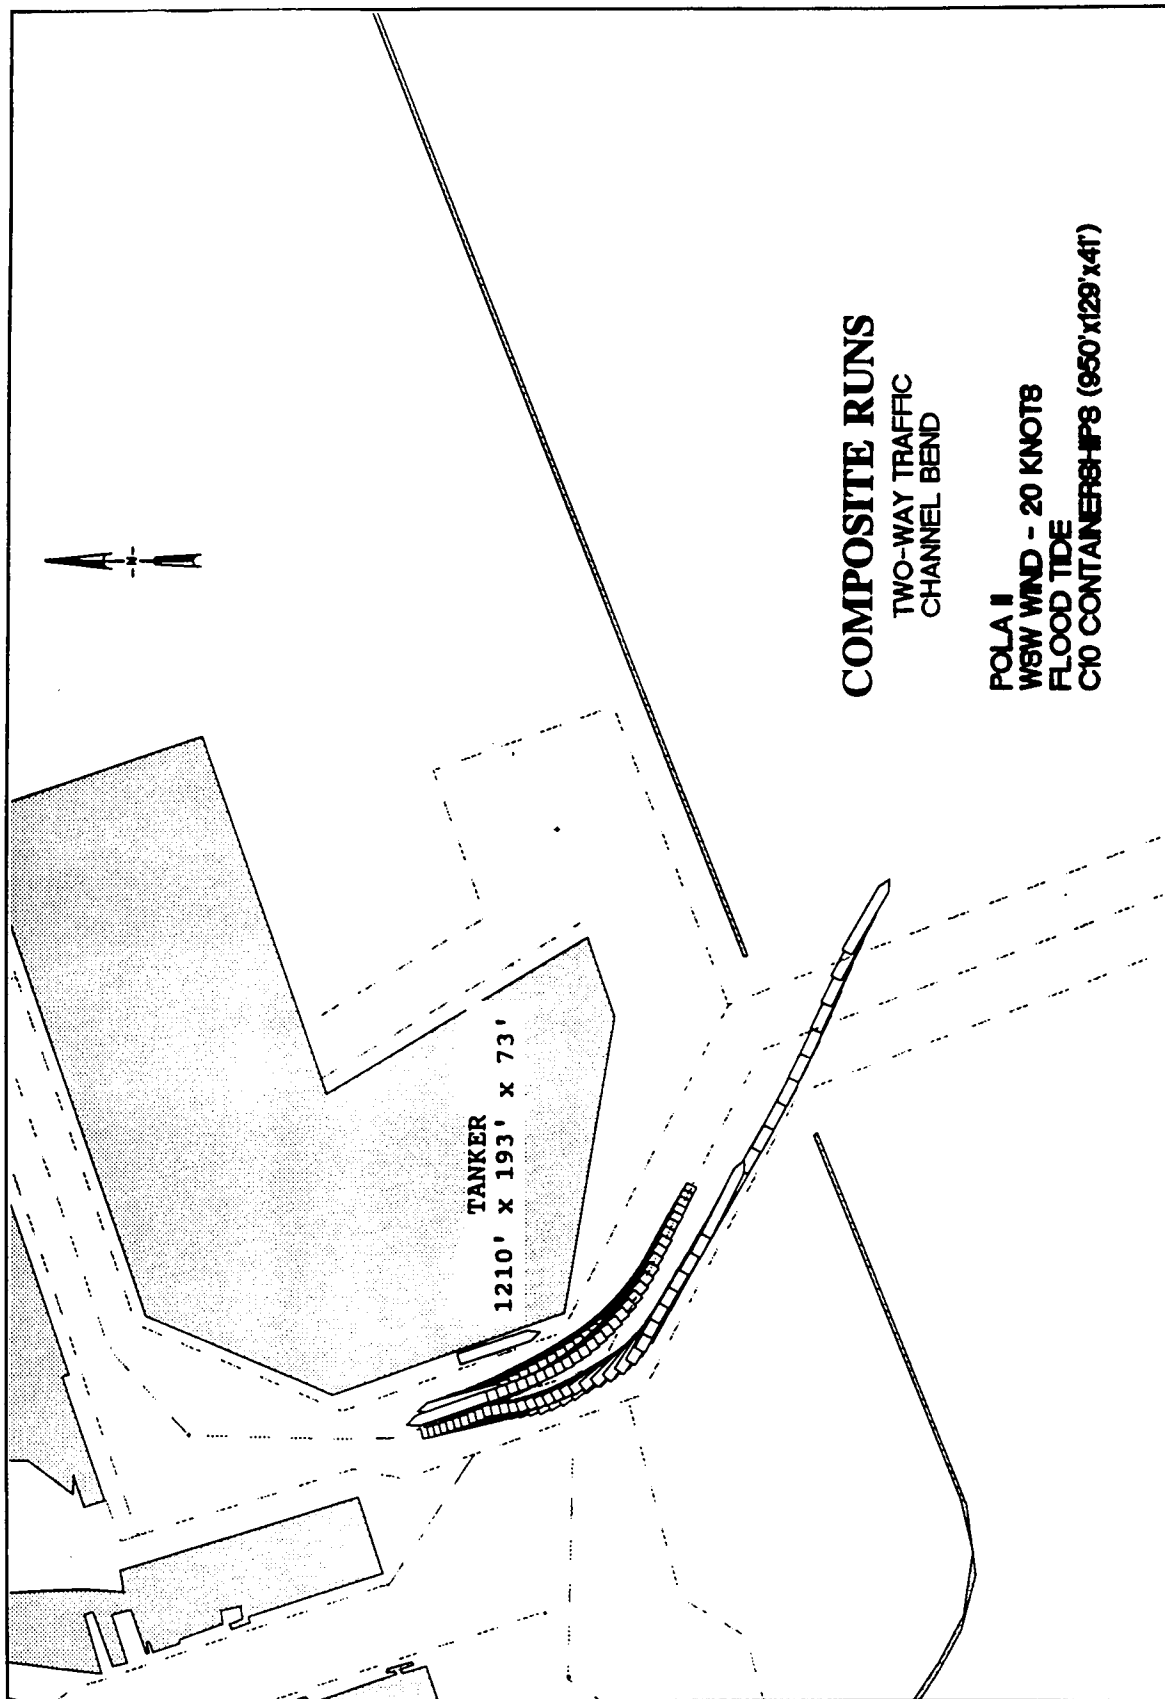 TANKER
1210' x 193' x 73'
COMPOSITE RUNS
TWO-WAY TRAFFIC
CHANNEL BEND
POLA II
WSW WIND - 20 KNOTS
FLOOD TIDE
C10 CONTAINERSHIPS (950'x129'x41')
N